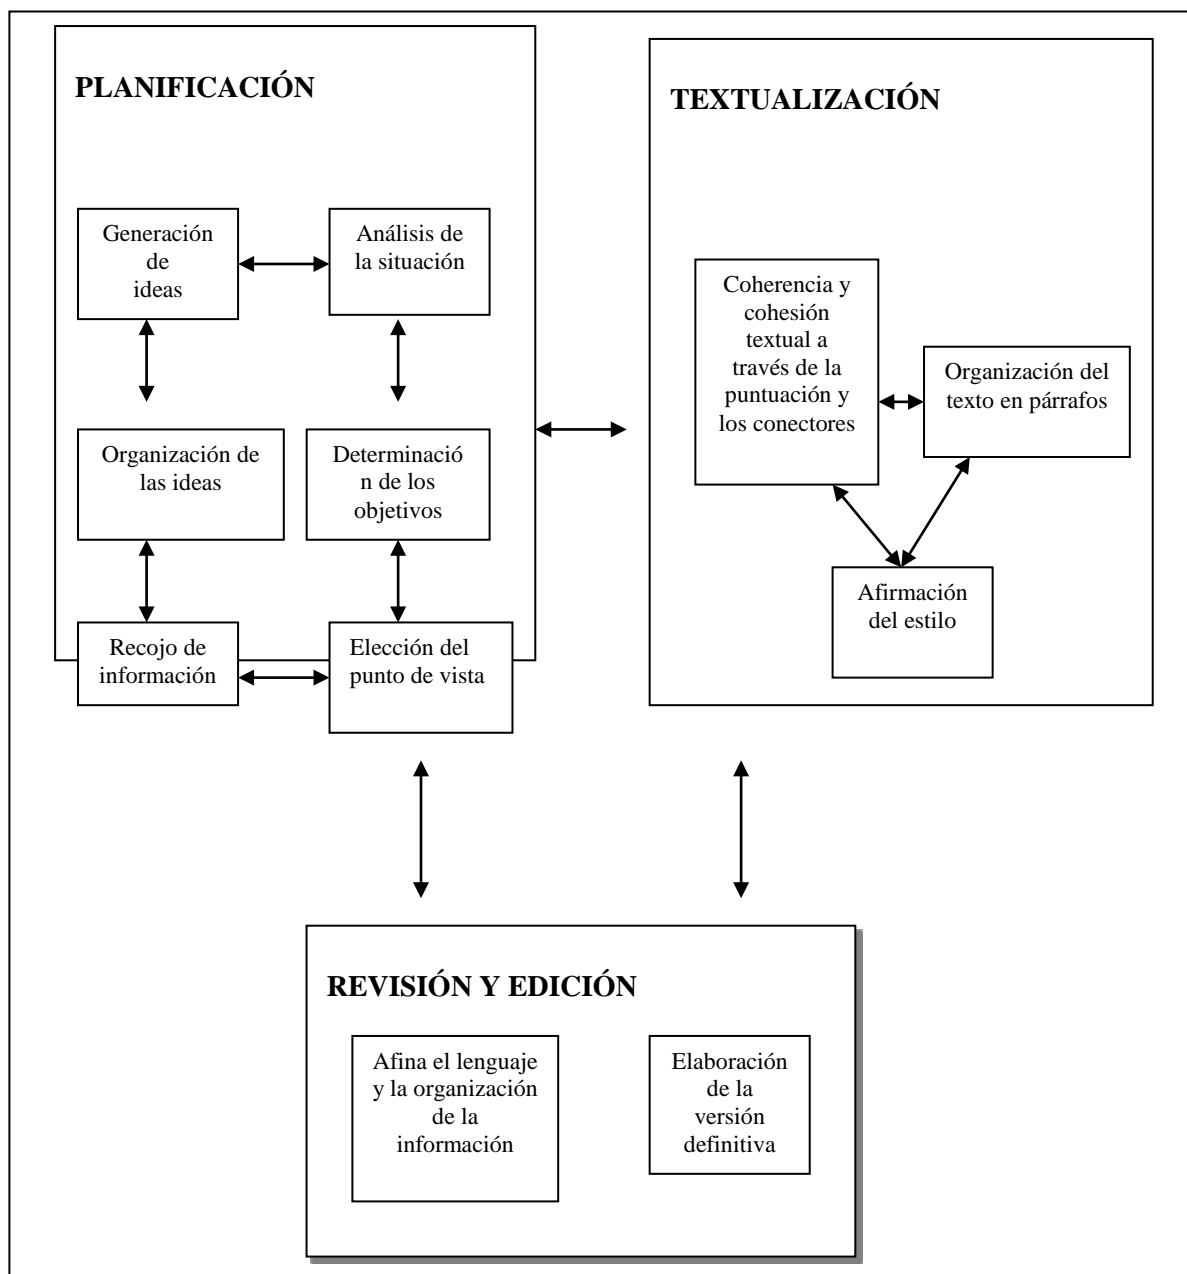 PLANIFICACIÓN
Generación
de
ideas
Análisis de
la situación
Organización de
las ideas
Determinació
n de los
objetivos
Recojo de
información
Elección del
punto de vista
TEXTUALIZACIÓN
Coherencia y
cohesión
textual a
través de la
puntuación y
los conectores
Organización del
texto en párrafos
Afirmación
del estilo
REVISIÓN Y EDICIÓN
Afina el lenguaje
y la organización
de la
información
Elaboración
de la
versión
definitiva